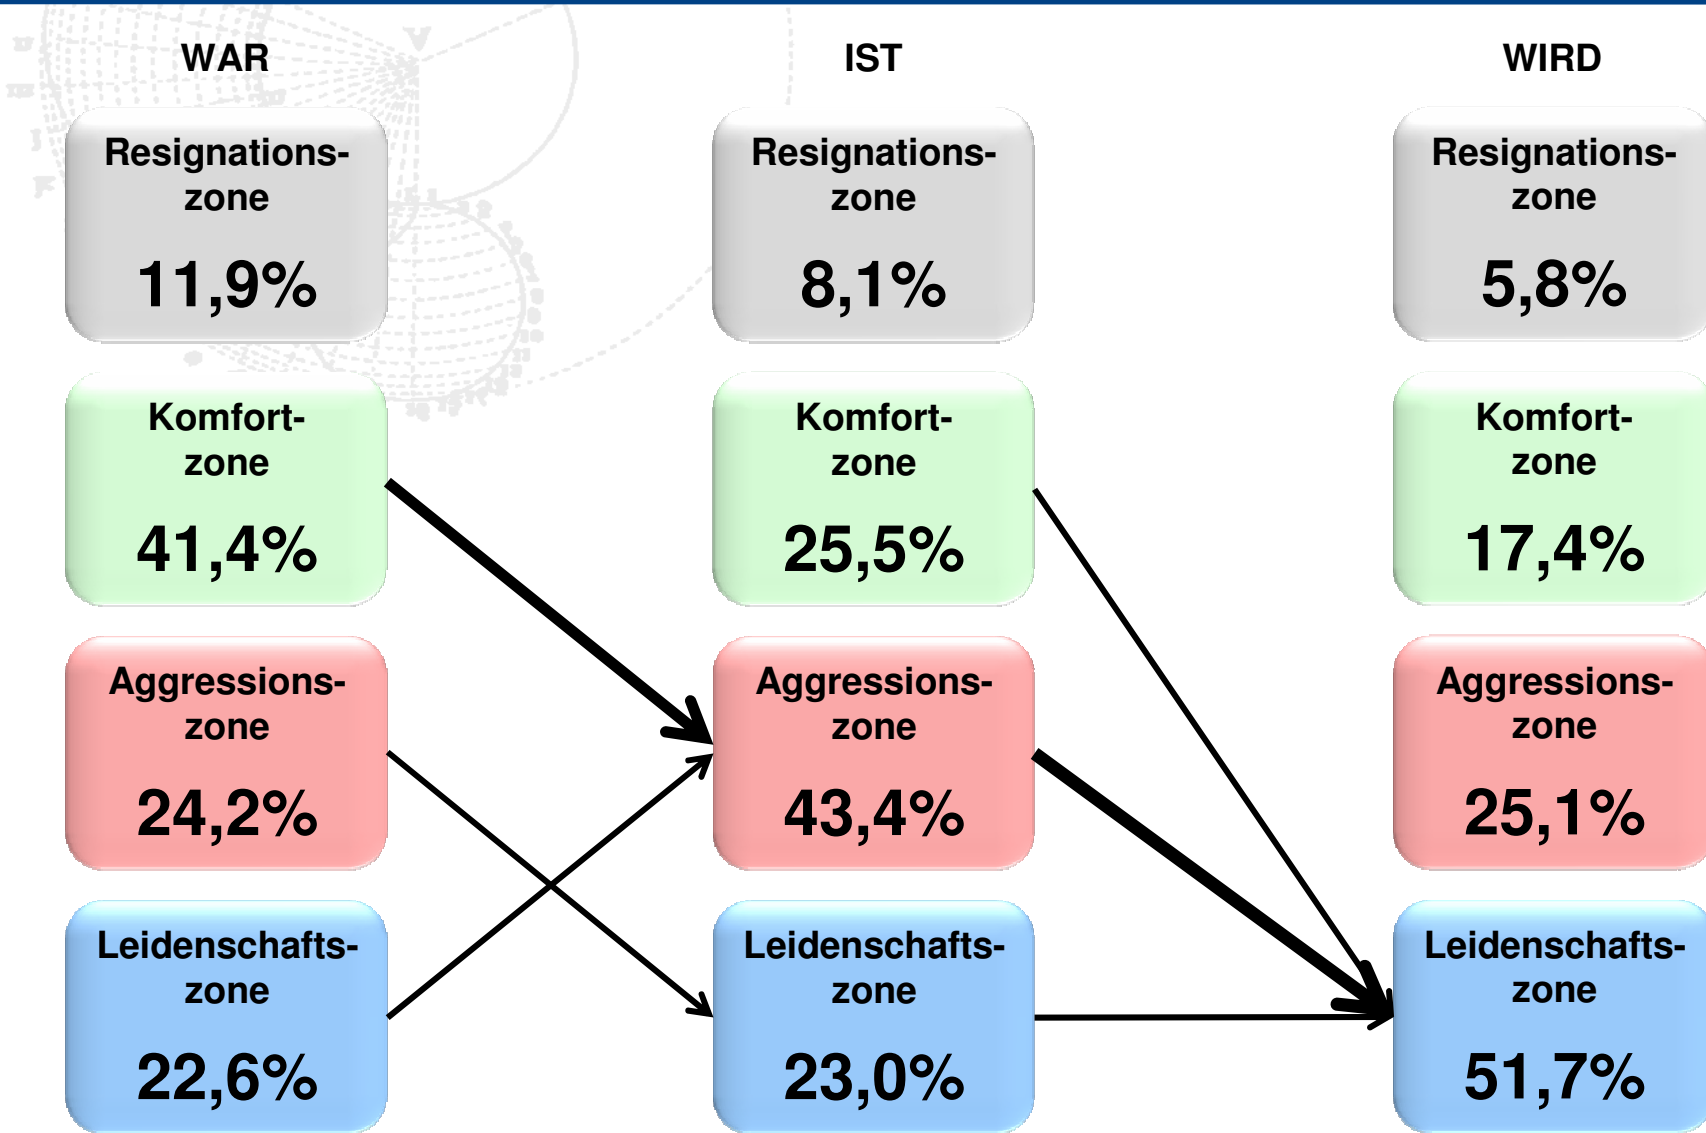 WAR
IST
WIRD
Resignations-
zone
11,9%
Resignations-
zone
8,1%
Resignations-
zone
5,8%
Komfort-
zone
41,4%
Komfort-
zone
25,5%
Komfort-
zone
17,4%
Aggressions-
zone
24,2%
Aggressions-
zone
43,4%
Aggressions-
zone
25,1%
Leidenschafts-
zone
22,6%
Leidenschafts-
zone
23,0%
Leidenschafts-
zone
51,7%